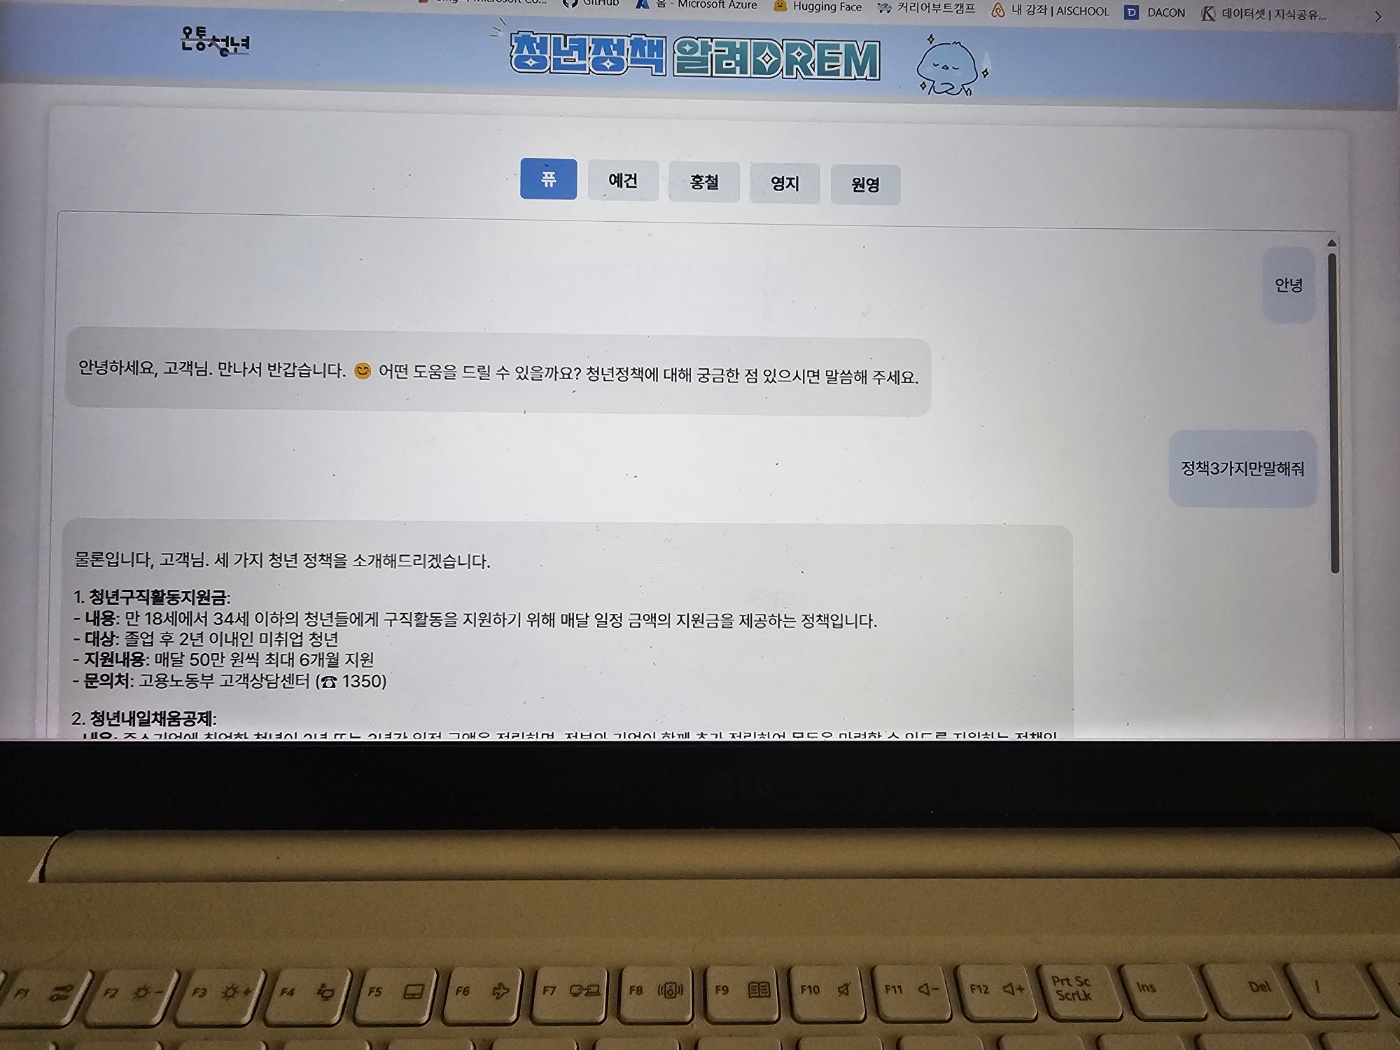 GitHub
홈 - Microsoft Azure
Hugging Face
커리어부트캠프
내 강좌 | AISCHOOL
DACON
데이터셋 | 지식공유...
온통청년
청년정책 알려DREM
퓨
예건
홍철
영지
원영
안녕
안녕하세요, 고객님. 만나서 반갑습니다. 😊 어떤 도움을 드릴 수 있을까요? 청년정책에 대해 궁금한 점 있으시면 말씀해 주세요.
정책3가지만말해줘
물론입니다, 고객님. 세 가지 청년 정책을 소개해드리겠습니다.
1. 청년구직활동지원금:
- 내용: 만 18세에서 34세 이하의 청년들에게 구직활동을 지원하기 위해 매달 일정 금액의 지원금을 제공하는 정책입니다.
- 대상: 졸업 후 2년 이내인 미취업 청년
- 지원내용: 매달 50만 원씩 최대 6개월 지원
- 문의처: 고용노동부 고객상담센터 (☎ 1350)
2. 청년내일채움공제:
LG
F1
F2
F3
F4
F5
F6
F7
F8
F9
F10
F11
F12
Prt Sc
ScrLk
Ins
Del